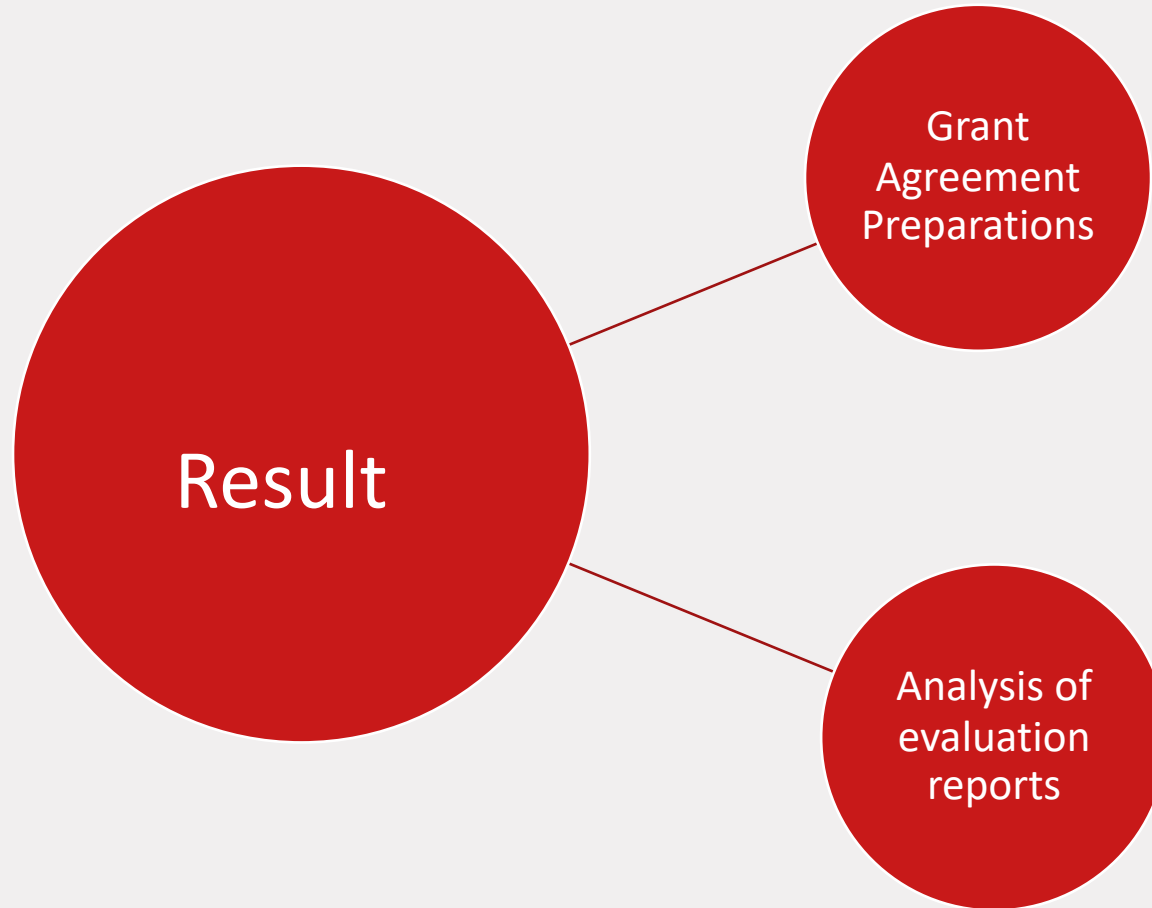 Result
Grant
Agreement
Preparations
Analysis of
evaluation
reports